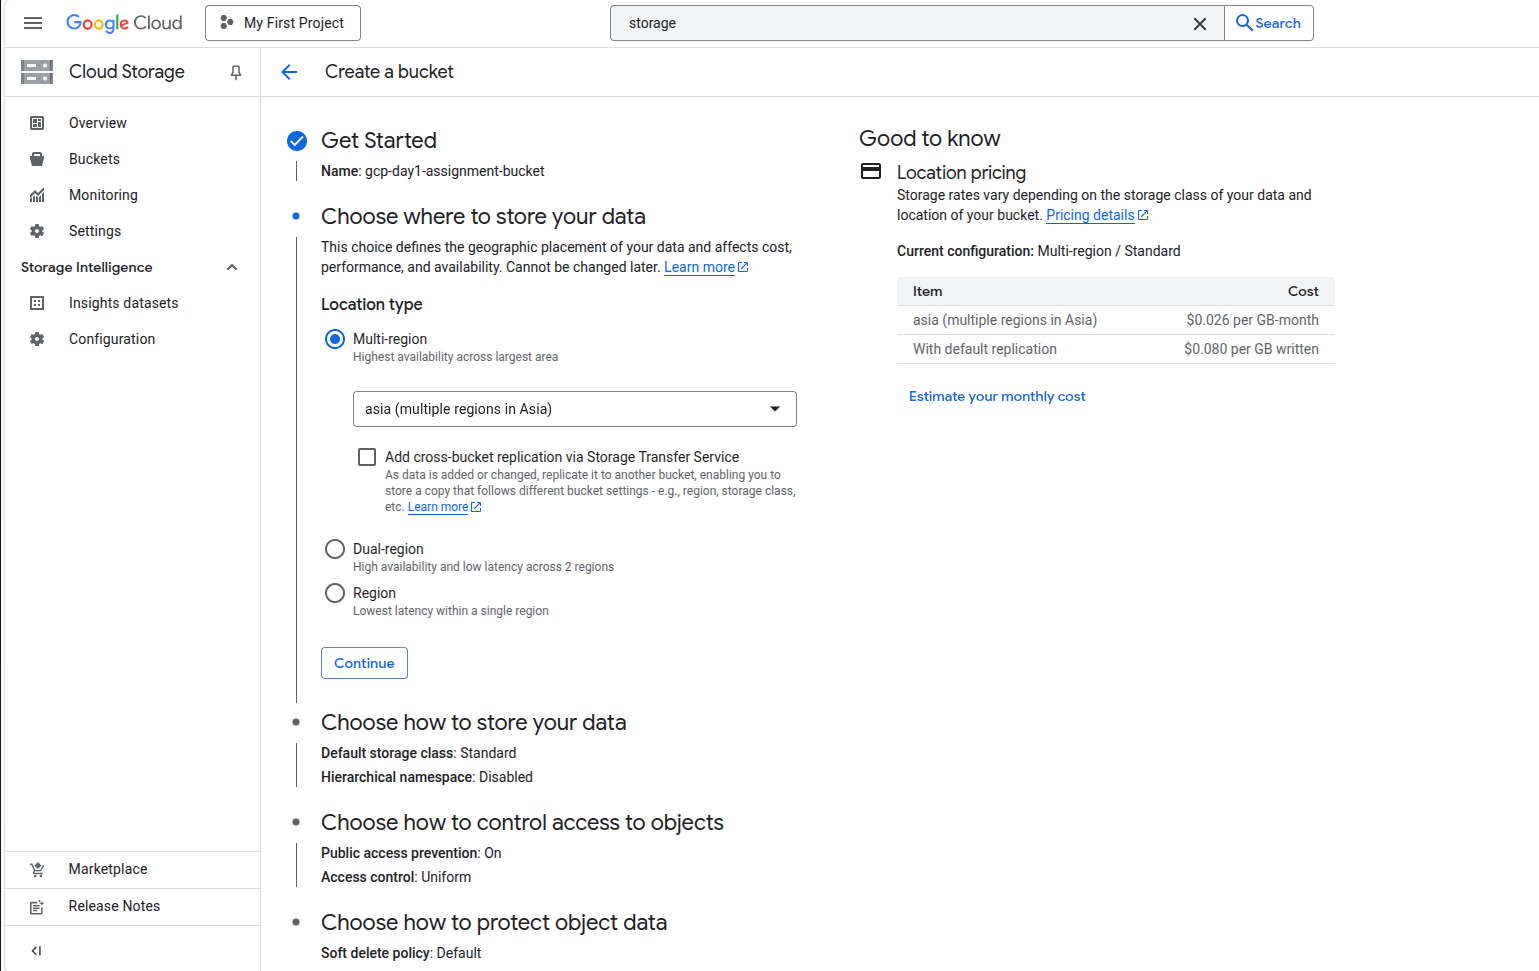 Google Cloud
My First Project
storage
Search
Cloud Storage
Create a bucket
Overview
Buckets
Monitoring
Settings
Storage Intelligence
Insights datasets
Configuration
Marketplace
Release Notes
Get Started
Name: gcp-day1-assignment-bucket
Choose where to store your data
This choice defines the geographic placement of your data and affects cost,
performance, and availability. Cannot be changed later. Learn more
Location type
Multi-region
Highest availability across largest area
asia (multiple regions in Asia)
Add cross-bucket replication via Storage Transfer Service
As data is added or changed, replicate it to another bucket, enabling you to
store a copy that follows different bucket settings - e.g., region, storage class,
etc. Learn more
Dual-region
High availability and low latency across 2 regions
Region
Lowest latency within a single region
Continue
Choose how to store your data
Default storage class: Standard
Hierarchical namespace: Disabled
Choose how to control access to objects
Public access prevention: On
Access control: Uniform
Choose how to protect object data
Soft delete policy: Default
Good to know
Location pricing
Storage rates vary depending on the storage class of your data and
location of your bucket. Pricing details
Current configuration: Multi-region / Standard
Item Cost
asia (multiple regions in Asia) $0.026 per GB-month
With default replication $0.080 per GB written
Estimate your monthly cost